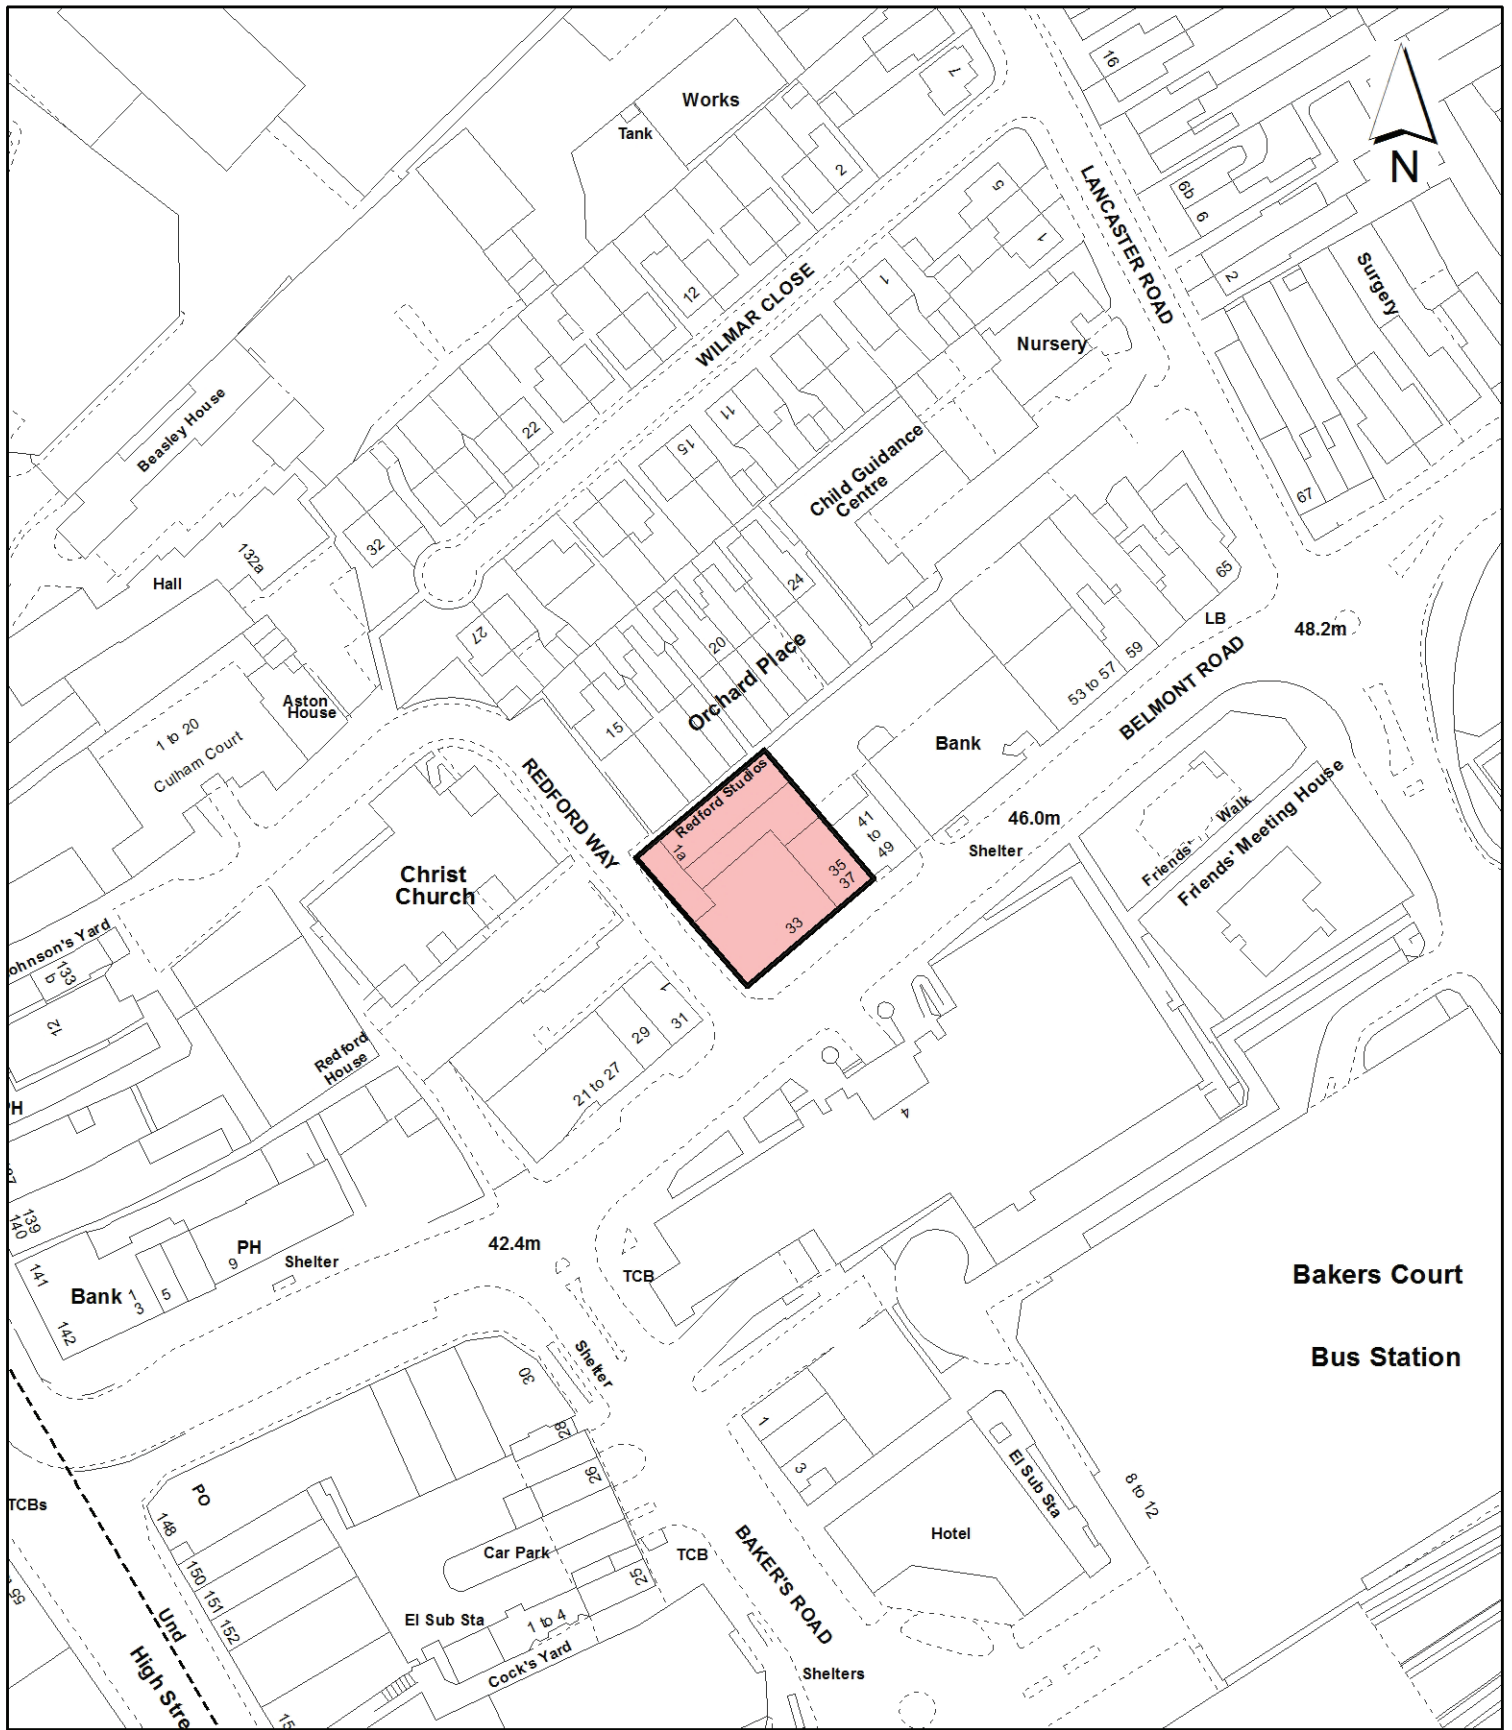 16
7
Works
Tank
N
2
5
6b
6
1
LANCASTER ROAD
2
Surgery
1
12
WILMAR CLOSE
Nursery
11
22
15
Beasley House
Child Guidance
Centre
67
32
132a
Hall
24
65
LB
48.2m
27
20
Orchard Place
59
53 to 57
BELMONT ROAD
Aston
House
1 to 20
Culham Court
15
Bank
REDFORD WAY
Redford Studios
1a
41
to
49
46.0m
Shelter
Friends'
Walk
Friends' Meeting House
Christ
Church
35
37
33
ohnson's Yard
133
b
12
1
31
29
21 to 27
Redford
House
PH
4
139
140
141
142
Bank
1
3
5
9
PH
Shelter
42.4m
TCB
Bakers Court
Bus Station
Shelter
30
28
26
25
1
3
El Sub Sta
8 to 12
TCBs
PO
148
150
151
152
Car Park
TCB
BAKER'S ROAD
Hotel
El Sub Sta
1 to 4
Cock's Yard
Shelters
55
Und
High Stre
15